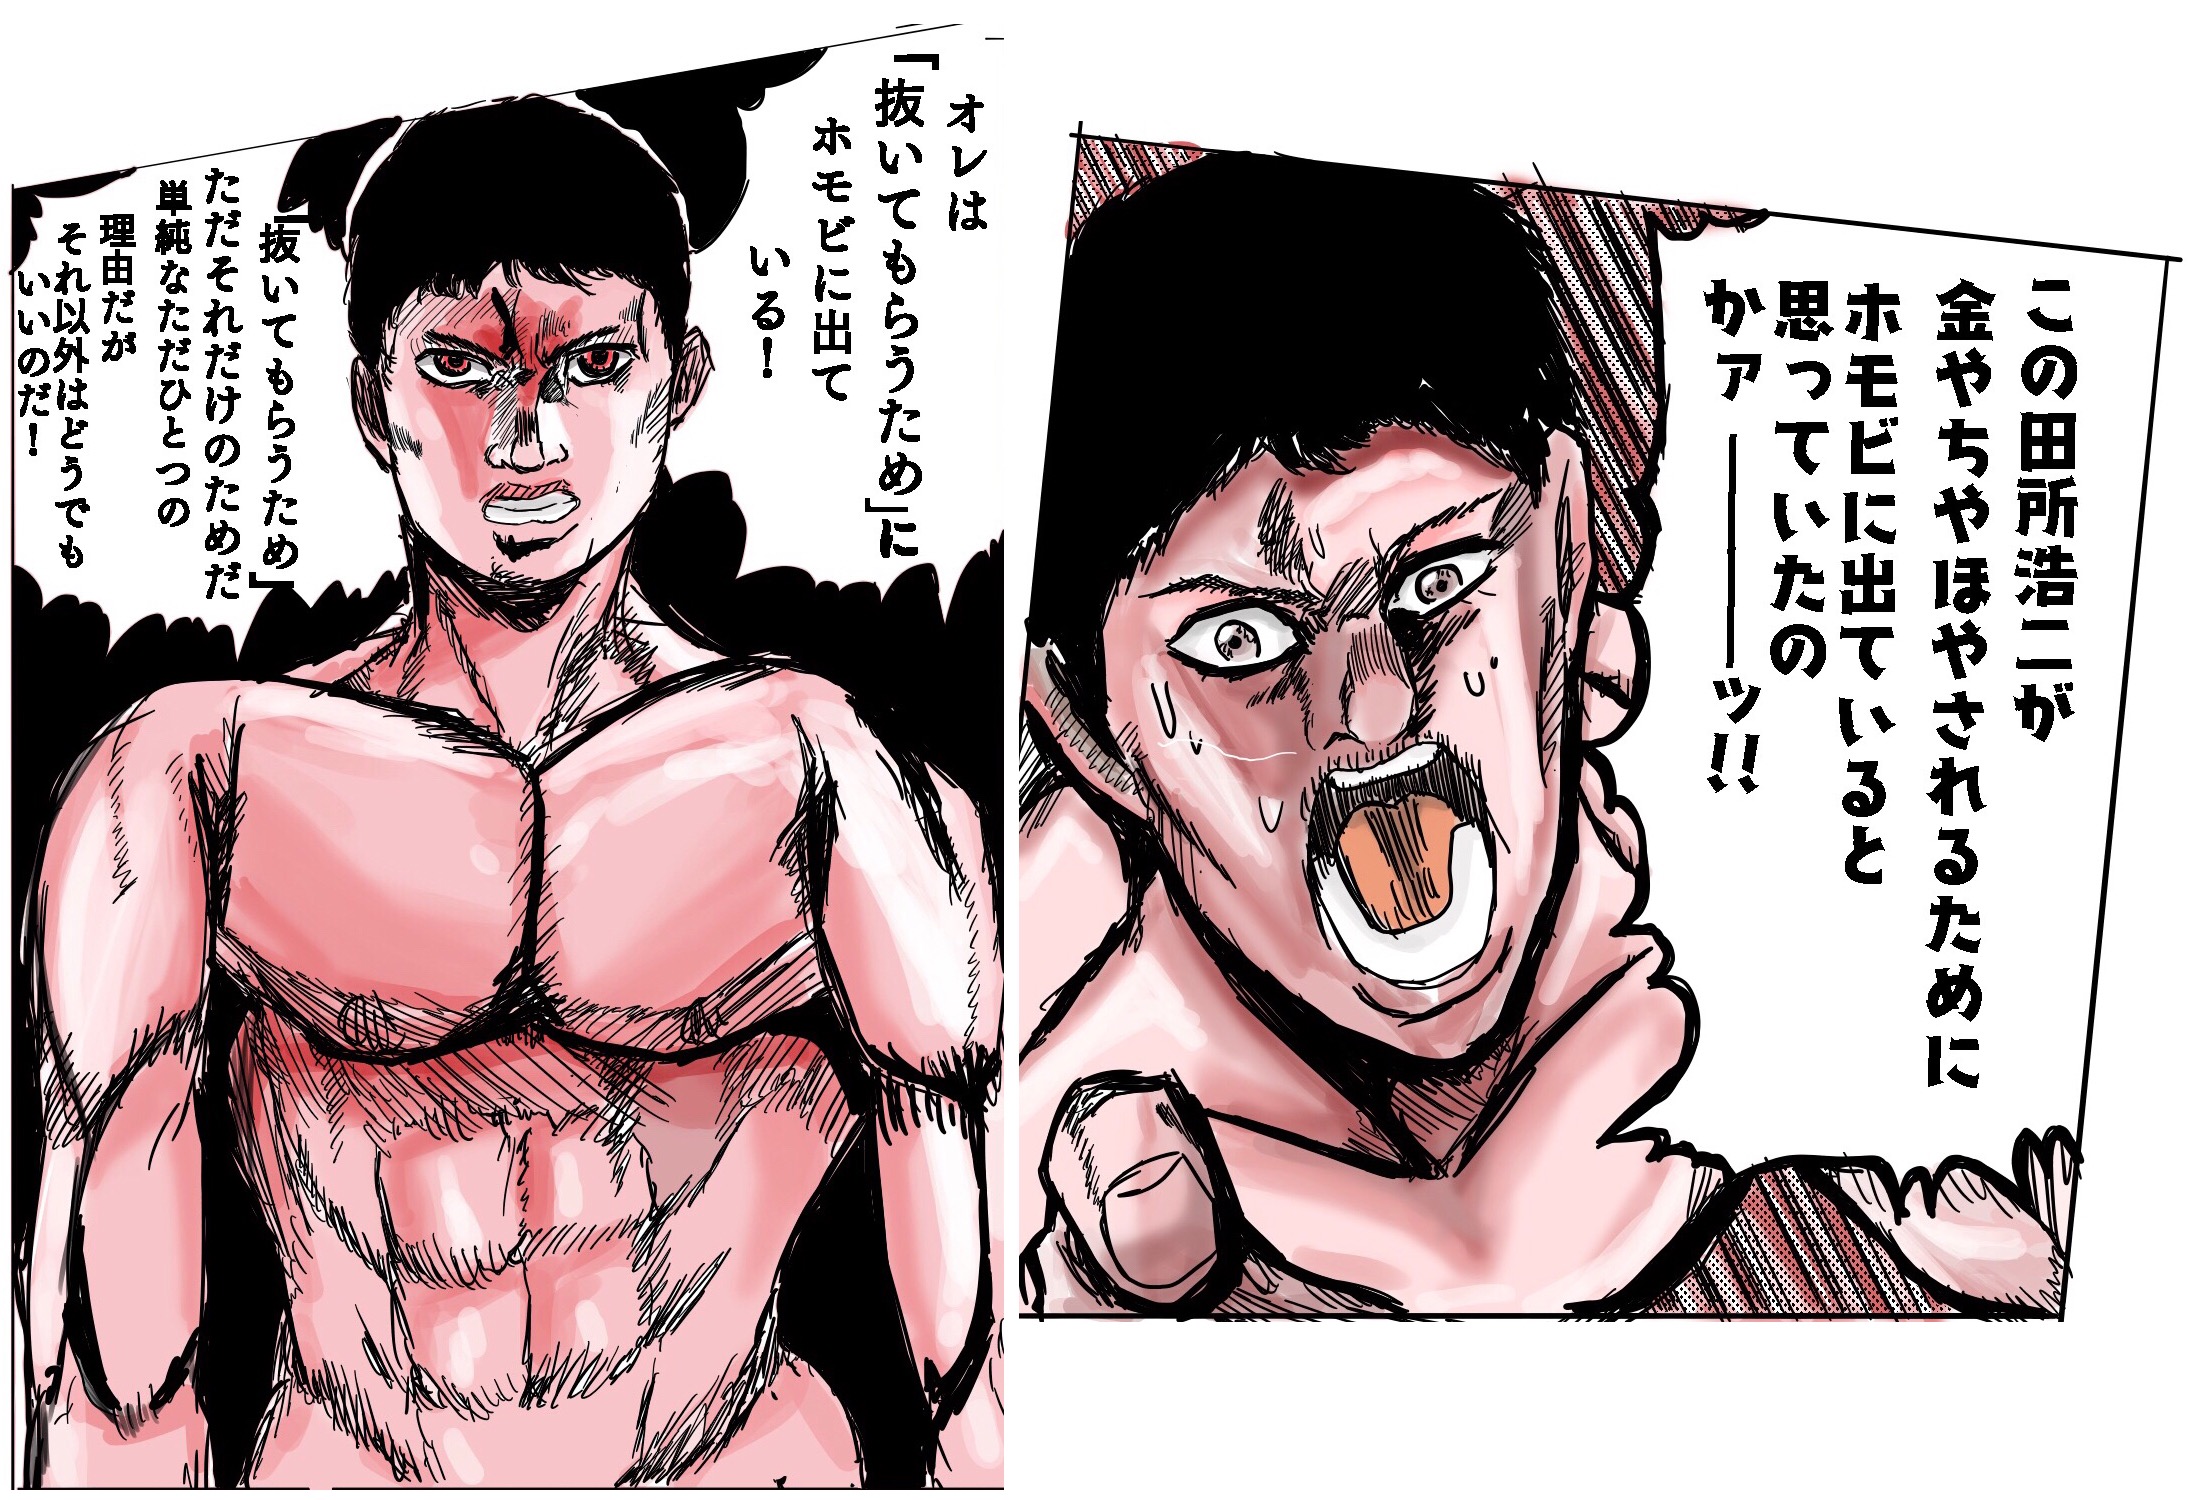 この田所浩二が
金やちやほやされるために
ホモビに出ていると
思っていたの
かァ――ッ!!
オレは
「抜いてもらうため」に
ホモビに出て
いる!
「抜いてもらうため」
ただそれだけのためだ
単純なただひとつの
理由だが
それ以外はどうでも
いいのだ!